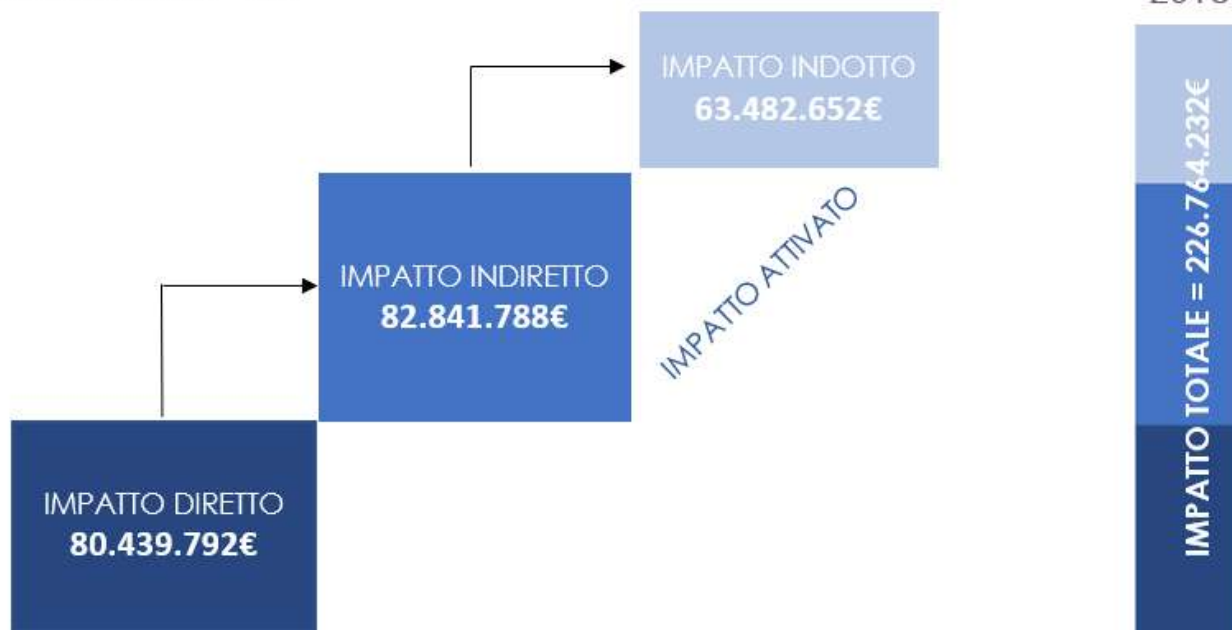 IMPATTO INDOTTO
63.482.652€
IMPATTO INDIRETTO
82.841.788€
IMPATTO ATTIVATO
IMPATTO DIRETTO
80.439.792€
IMPATTO TOTALE = 226.764.232€